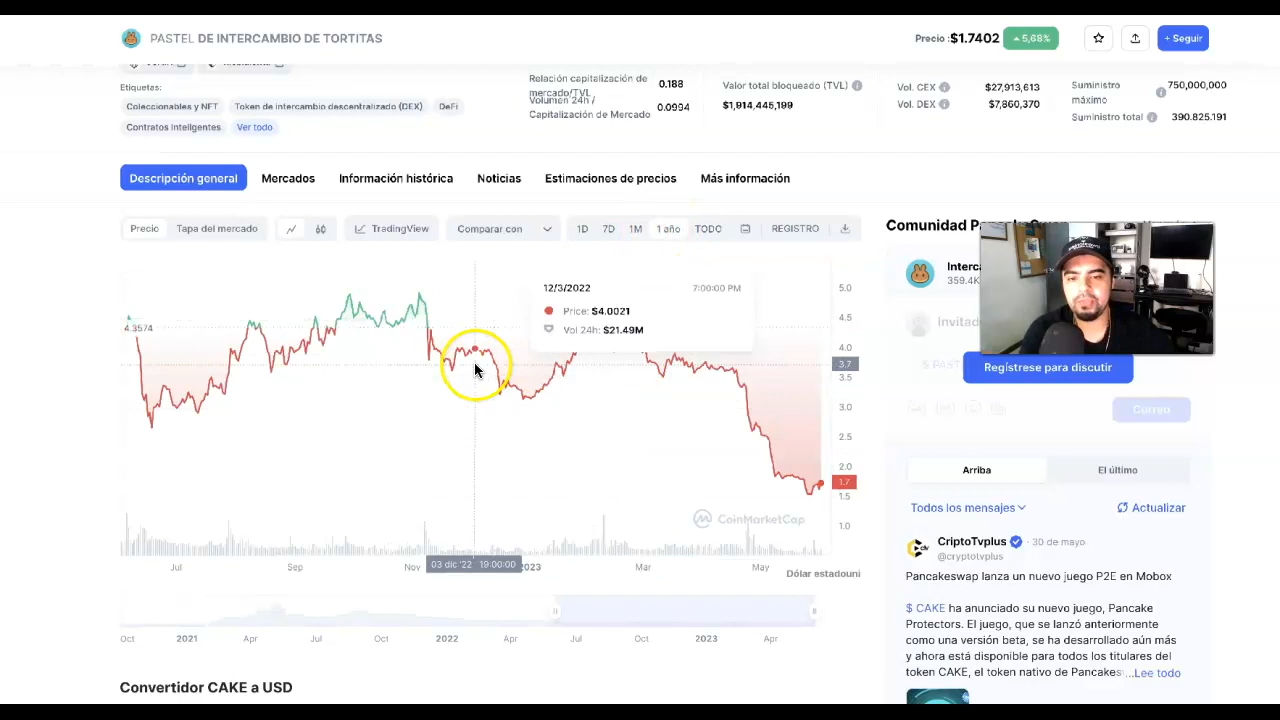 PASTEL DE INTERCAMBIO DE TORTITAS
Precio :$1.7402 5,68%
+ Seguir
Etiquetas:
Coleccionables y NFT Token de intercambio descentralizado (DEX) DeFi
Contratos Inteligentes Ver todo
Relación capitalización de mercado/TVL 0.188
Volumen 24h / Capitalización de Mercado 0.0994
Valor total bloqueado (TVL)
$1,914,445,199
Vol. CEX $27,913,613
Vol. DEX $7,860,370
Suministro máximo 750,000,000
Suministro total 390.825.191
Descripción general Mercados Información histórica Noticias Estimaciones de precios Más información
Precio Tapa del mercado TradingView Comparar con 1D 7D 1M 1 año TODO REGISTRO
12/3/2022 7:00:00 PM
Price: $4.0021
Vol 24h: $21.49M
4.3574
5.0
4.5
4.0
3.7
3.5
3.0
2.5
2.0
1.7
1.5
1.0
CoinMarketCap
Jul Sep Nov 03 dic '22 19:00:00 2023 Mar May
Dólar estadouni
Oct 2021 Apr Jul Oct 2022 Apr Jul Oct 2023 Apr
Convertidor CAKE a USD
Comunidad P
Interca
359.4K
Invitad
$ PAST
Regístrese para discutir
Correo
Arriba El último
Todos los mensajes Actualizar
CriptoTvplus · 30 de mayo
@cryptotvplus
Pancakeswap lanza un nuevo juego P2E en Mobox
$ CAKE ha anunciado su nuevo juego, Pancake
Protectors. El juego, que se lanzó anteriormente
como una versión beta, se ha desarrollado aún más
y ahora está disponible para todos los titulares del
token CAKE, el token nativo de Pancakes ...Lee todo